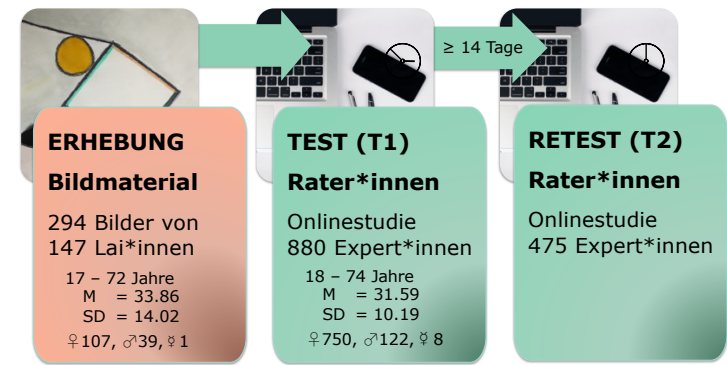 ≥ 14 Tage
ERHEBUNG
Bildmaterial
294 Bilder von
147 Lai*innen
17 – 72 Jahre
M = 33.86
SD = 14.02
♀107, ♂39, ☿1
TEST (T1)
Rater*innen
Onlinestudie
880 Expert*innen
18 – 74 Jahre
M = 31.59
SD = 10.19
♀750, ♂122, ☿ 8
RETEST (T2)
Rater*innen
Onlinestudie
475 Expert*innen